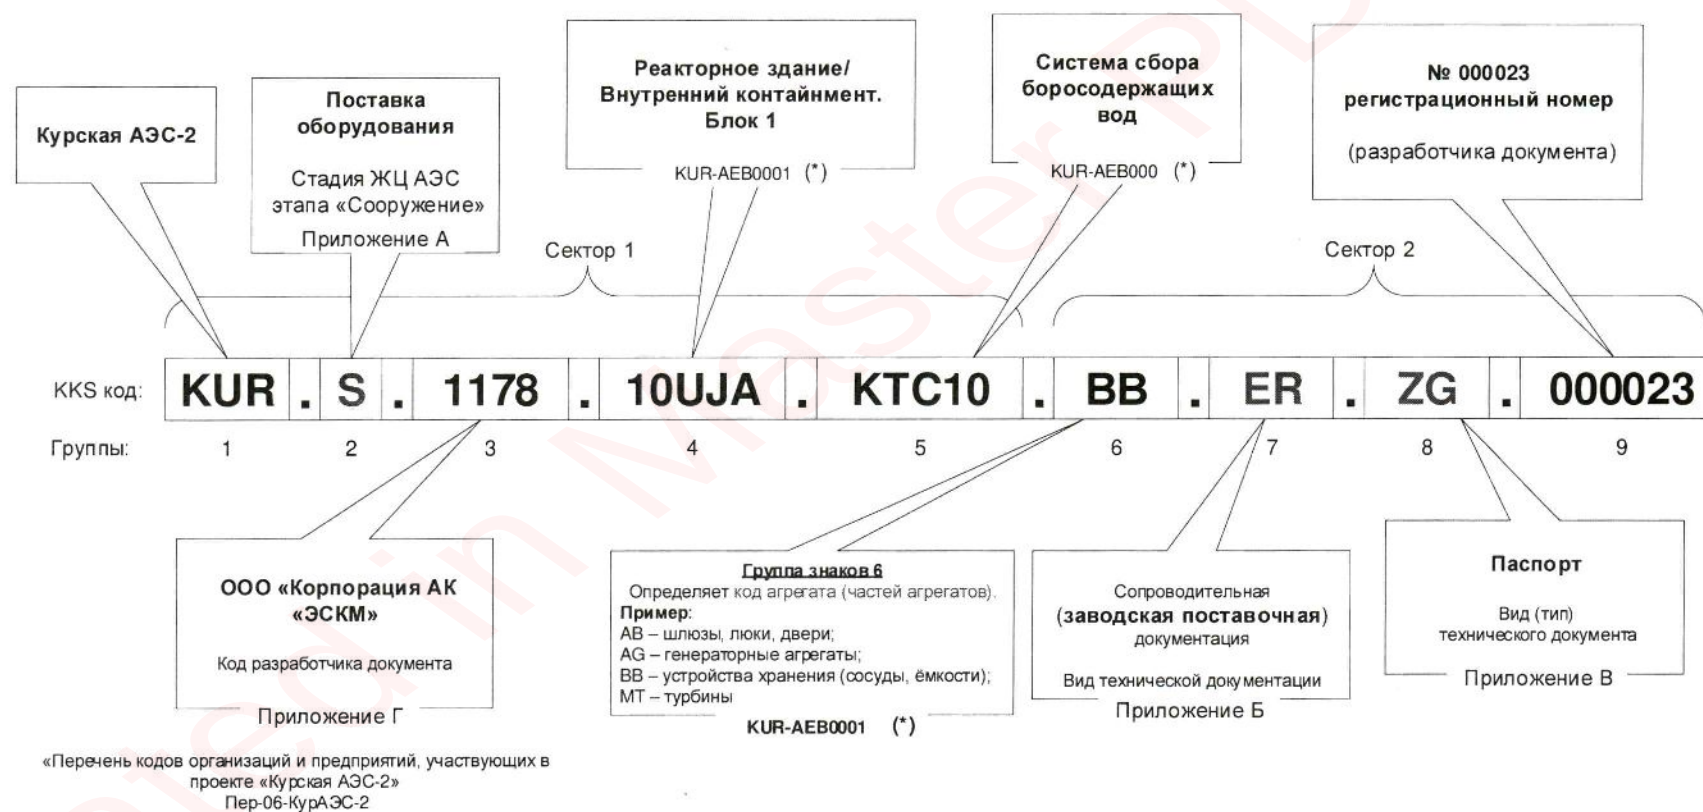 Курская АЭС-2
Поставка
оборудования
Стадия ЖЦ АЭС
этапа «Сооружение»
Приложение А
Реакторное здание/
Внутренний контайнмент.
Блок 1
KUR-AEB0001 (*)
Система сбора
боросодержащих
вод
KUR-AEB000 (*)
№ 000023
регистрационный номер
(разработчика документа)
Сектор 1
Сектор 2
KKS код: KUR . S . 1178 . 10UJA . KTC10 . BB . ER . ZG . 000023
Группы: 1 2 3 4 5 6 7 8 9
ООО «Корпорация АК
«ЭСКМ»
Код разработчика документа
Приложение Г
«Перечень кодов организаций и предприятий, участвующих в
проекте «Курская АЭС-2»
Пер-06-КурАЭС-2
Группа знаков 6
Определяет код агрегата (частей агрегатов).
Пример:
AB – шлюзы, люки, двери;
AG – генераторные агрегаты;
BB – устройства хранения (сосуды, ёмкости);
MT – турбины
KUR-AEB0001 (*)
Сопроводительная
(заводская поставочная)
документация
Вид технической документации
Приложение Б
Паспорт
Вид (тип)
технического документа
Приложение В